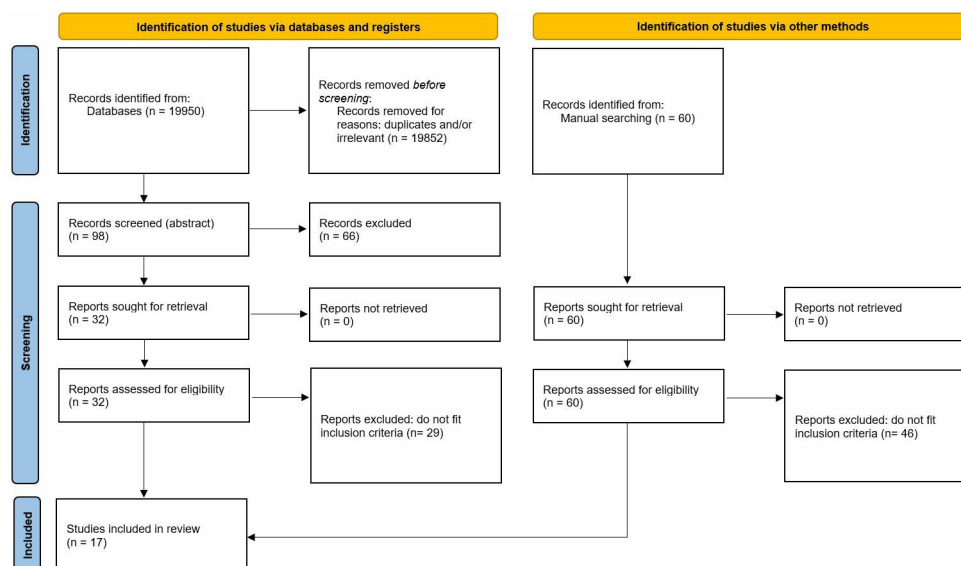 Identification of studies via databases and registers
Identification of studies via other methods
Identification
Records identified from:
Databases (n = 19950)
Records removed before
screening:
Records removed for
reasons: duplicates and/or
irrelevant (n = 19852)
Records identified from:
Manual searching (n = 60)
Screening
Records screened (abstract)
(n = 98)
Records excluded
(n = 66)
Reports sought for retrieval
(n = 32)
Reports not retrieved
(n = 0)
Reports sought for retrieval
(n = 60)
Reports not retrieved
(n = 0)
Reports assessed for eligibility
(n = 32)
Reports excluded: do not fit
inclusion criteria (n= 29)
Reports assessed for eligibility
(n = 60)
Reports excluded: do not fit
inclusion criteria (n= 46)
Included
Studies included in review
(n = 17)